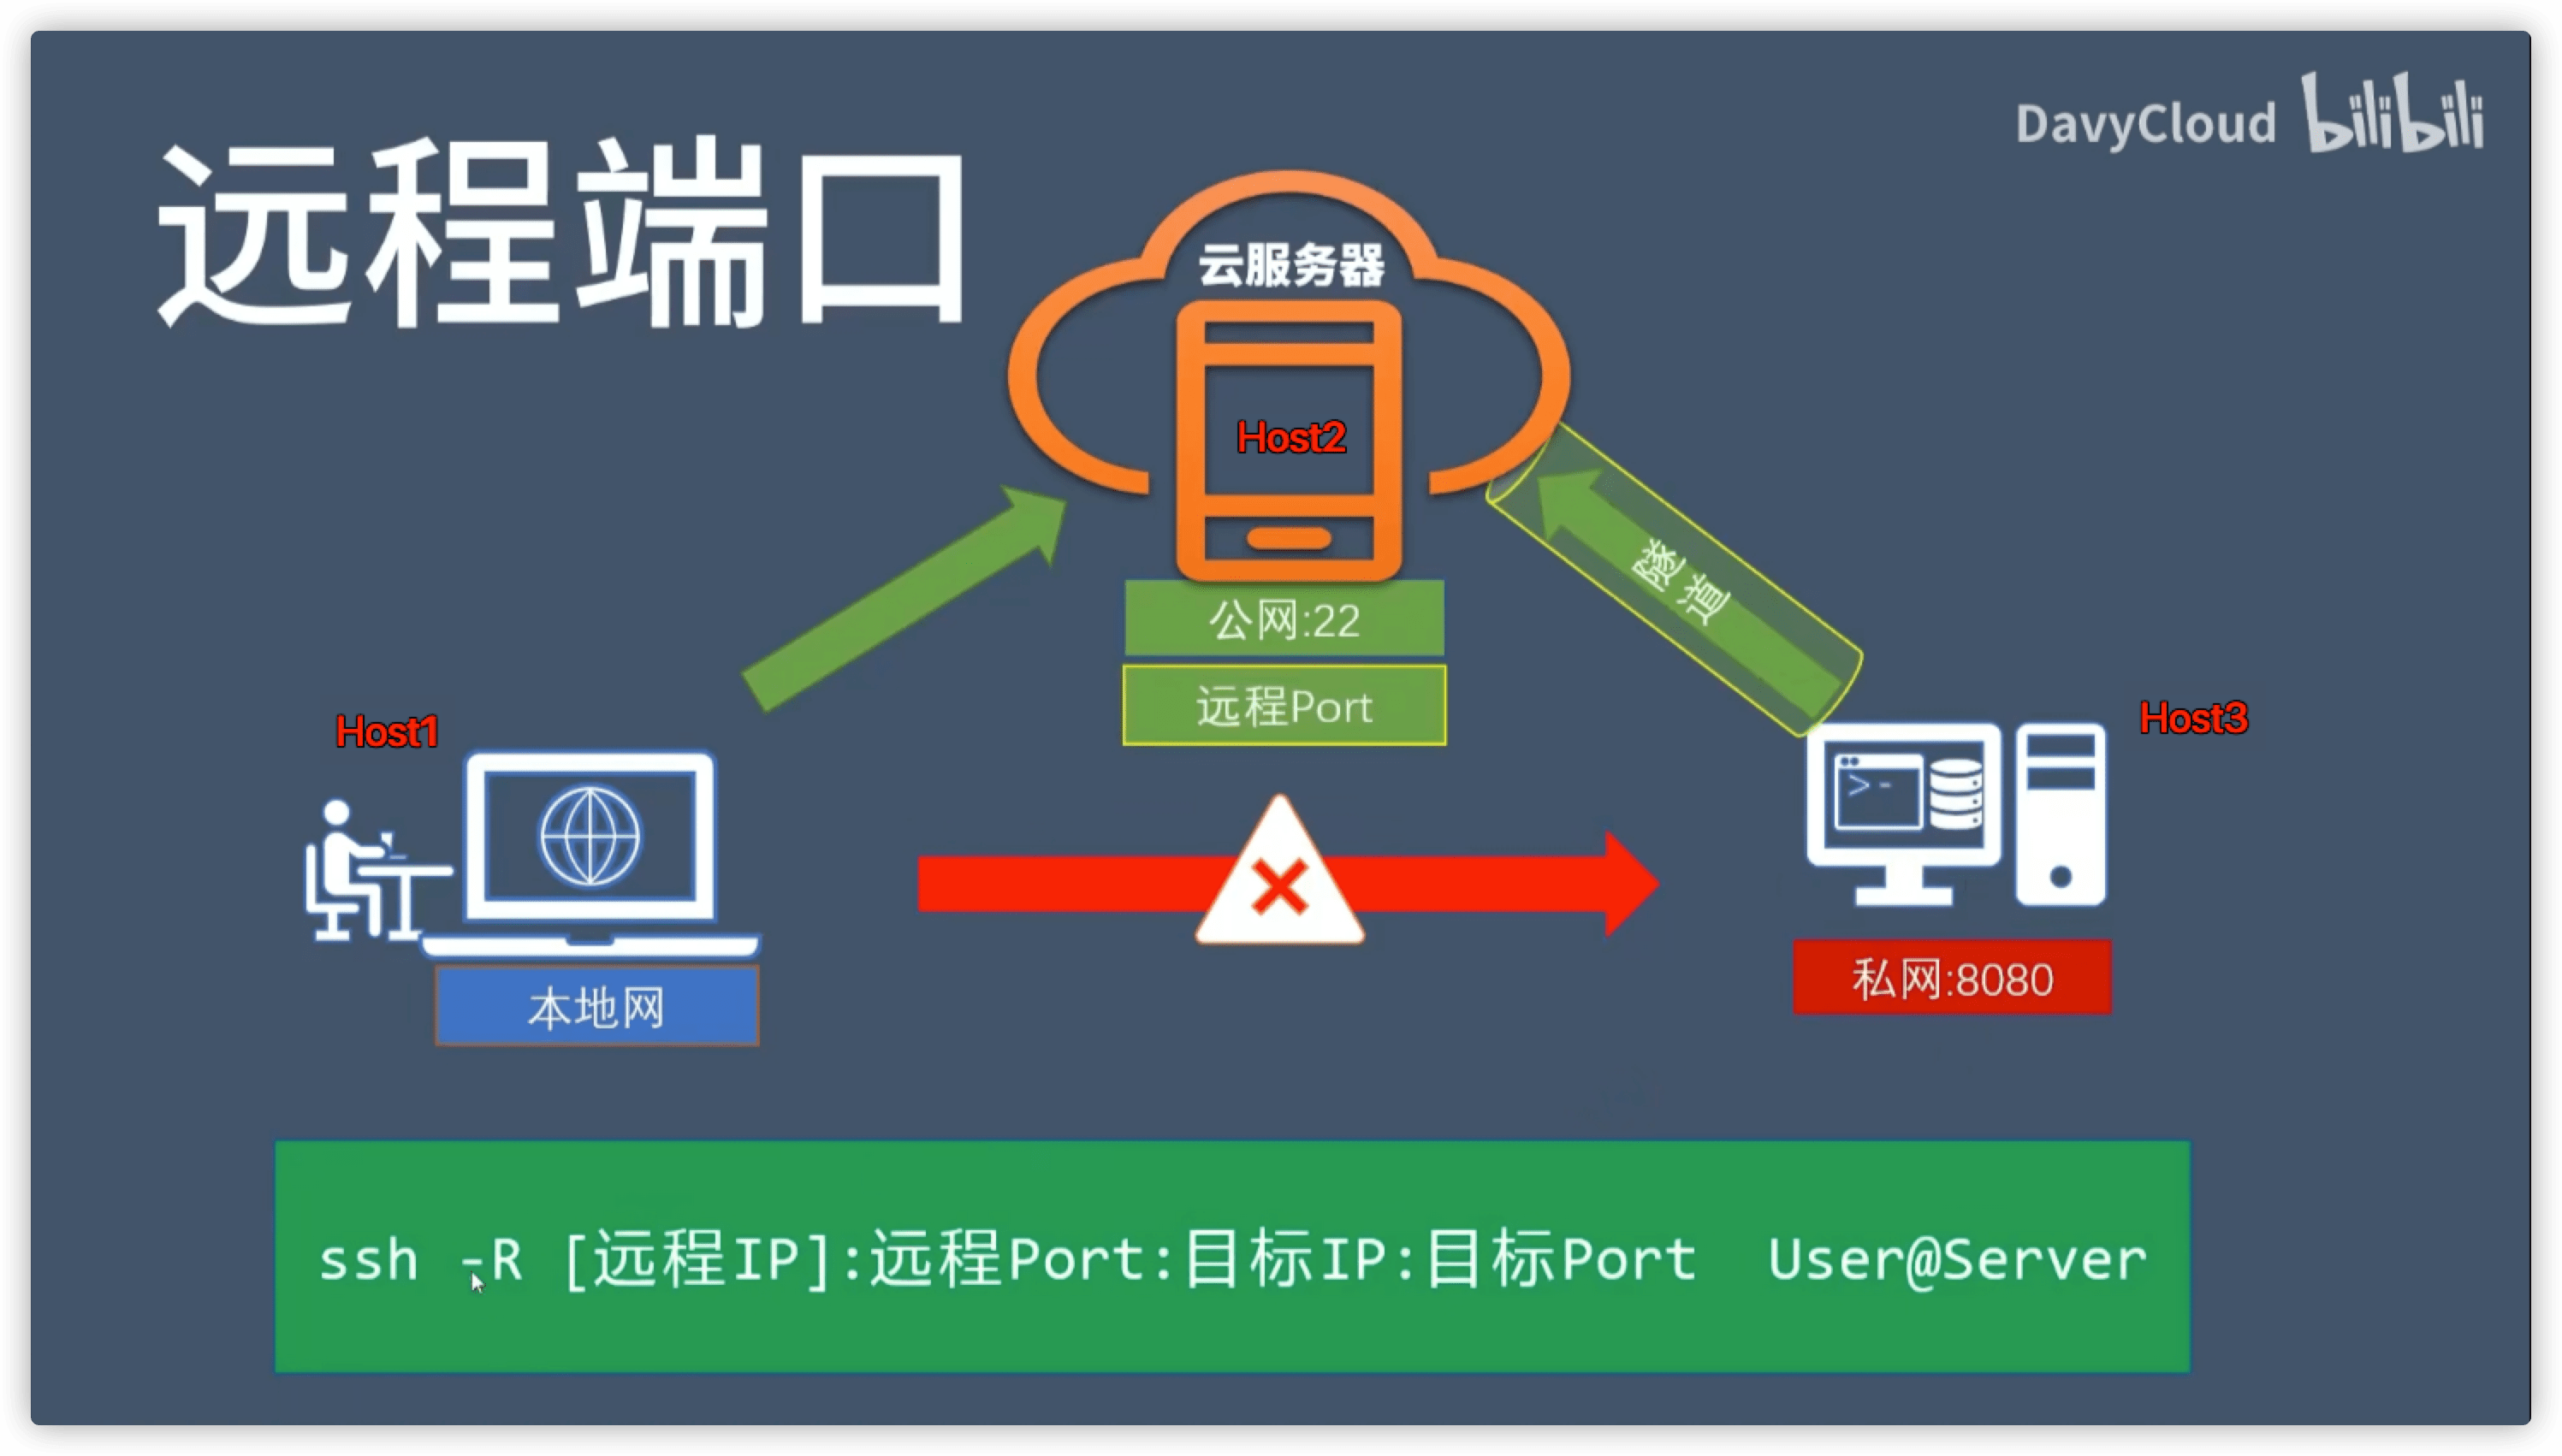 DavyCloud bilibili
远程端口
云服务器
Host2
隧道
公网:22
远程Port
Host1
Host3
>-
本地网
私网:8080
ssh -R [远程IP]:远程Port:目标IP:目标Port User@Server